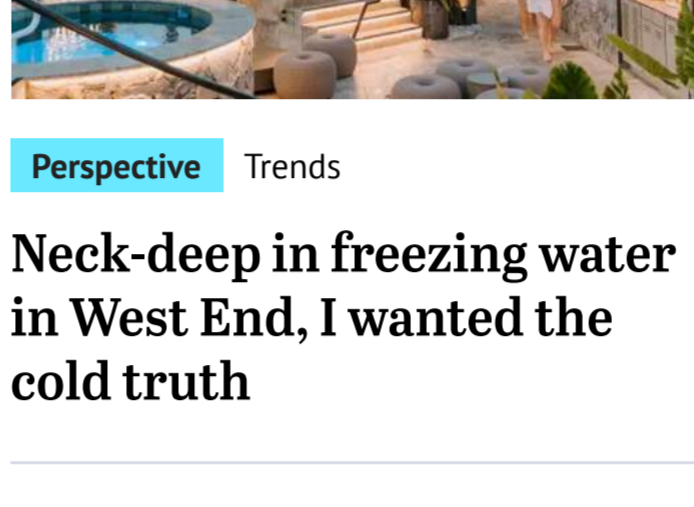 Perspective Trends
Neck-deep in freezing water
in West End, I wanted the
cold truth